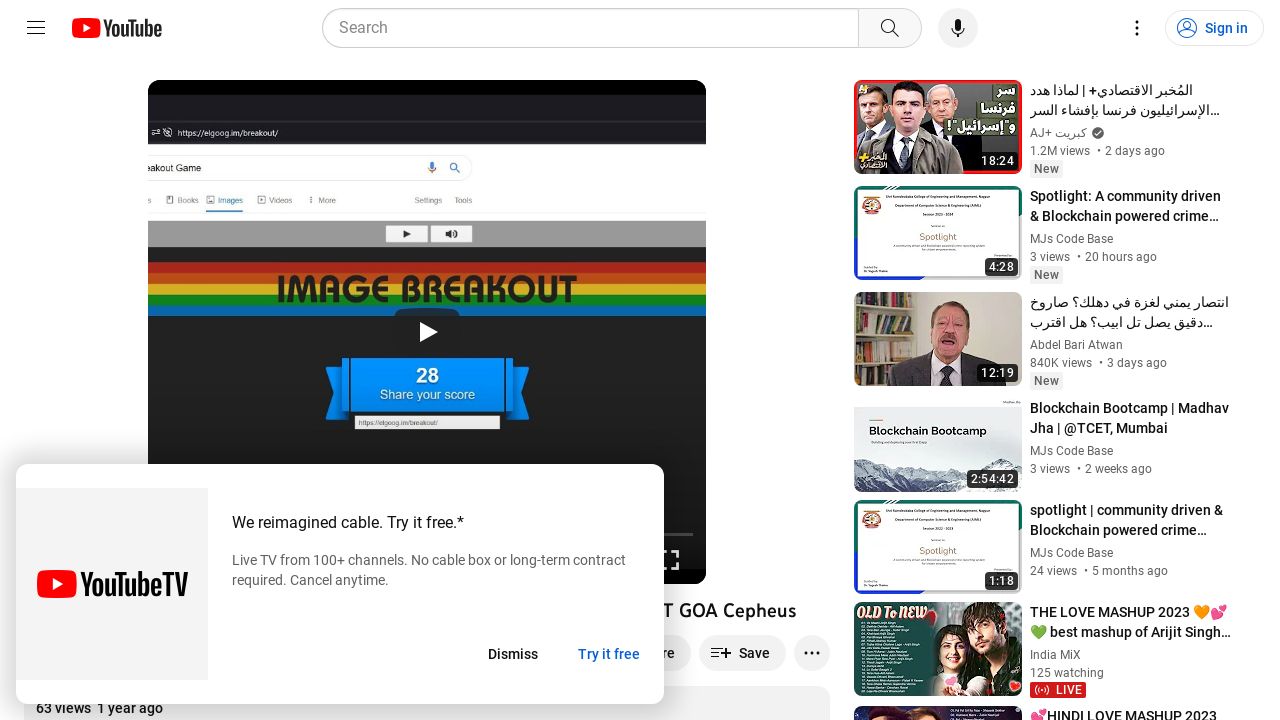 YouTube
Search
Sign in
https://elgoog.im/breakout/
breakout Game
Books
Images
Videos
More
Settings
Tools
IMAGE BREAKOUT
28
Share your score
https://elgoog.im/breakout/
We reimagined cable. Try it free.*
Live TV from 100+ channels. No cable box or long-term contract
required. Cancel anytime.
YouTubeTV
Dismiss
Try it free
T GOA Cepheus
re
Save
63 views 1 year ago
سر
فرنسا
و"إسرائيل"!
18:24
المُخبر الاقتصادي+ | لماذا هدد
الإسرائيليون فرنسا بإفشاء السر...
AJ+ كبريت
1.2M views • 2 days ago
New
Spotlight
4:28
Spotlight: A community driven
& Blockchain powered crime...
MJs Code Base
3 views • 20 hours ago
New
12:19
انتصار يمني لغزة في دهلك؟ صاروخ
دقيق يصل تل ابيب؟ هل اقترب...
Abdel Bari Atwan
840K views • 3 days ago
New
Blockchain Bootcamp
2:54:42
Blockchain Bootcamp | Madhav
Jha | @TCET, Mumbai
MJs Code Base
3 views • 2 weeks ago
Spotlight
1:18
spotlight | community driven &
Blockchain powered crime...
MJs Code Base
24 views • 5 months ago
OLD To NEW
THE LOVE MASHUP 2023 🧡💕
💚 best mashup of Arijit Singh...
India MiX
125 watching
LIVE
💕HINDI LOVE MASHUP 2023